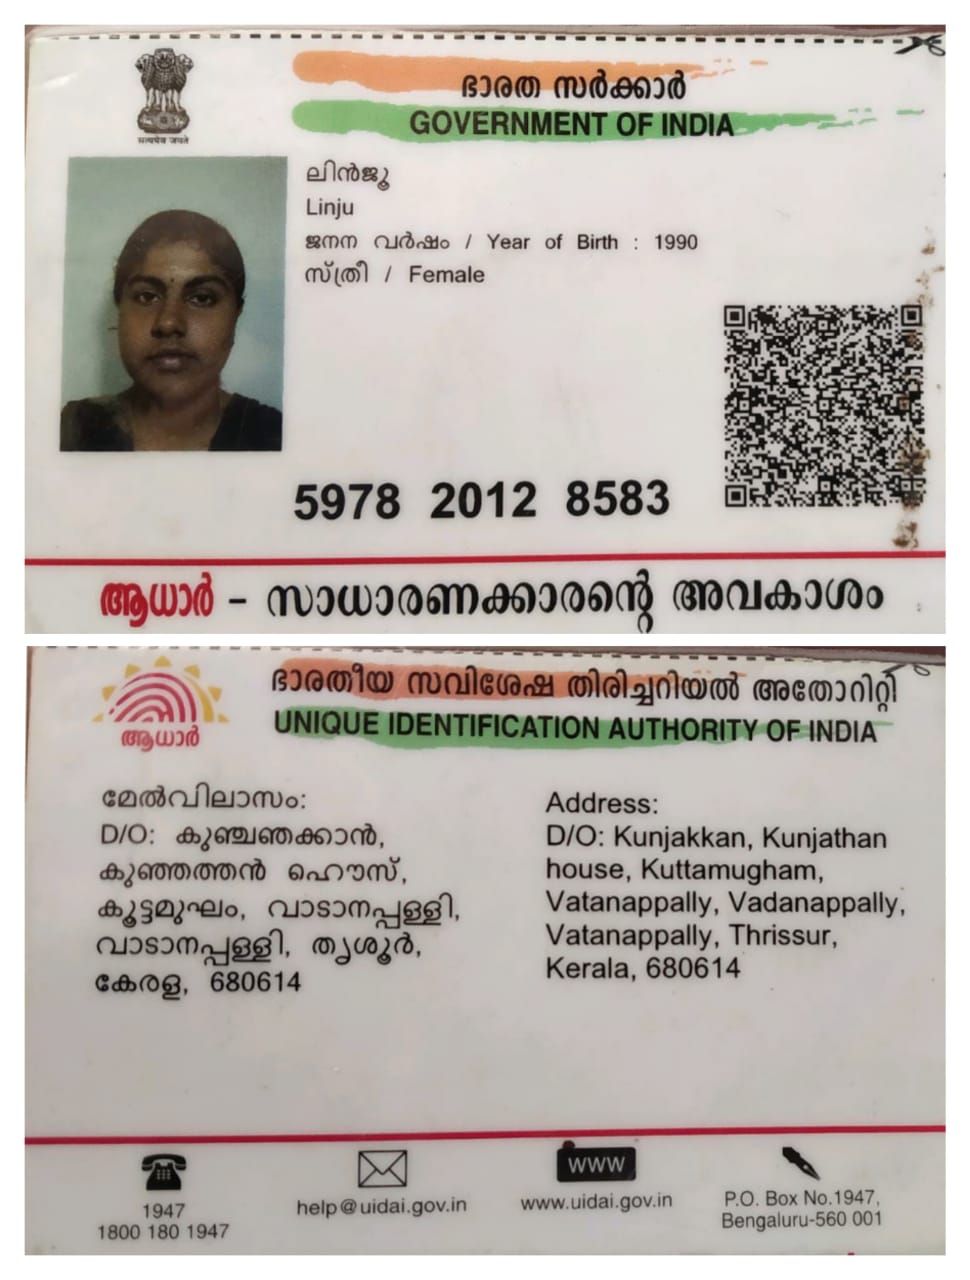 ഭാരത സർക്കാർ
GOVERNMENT OF INDIA
सत्यमेव जयते
ലിൻജൂ
Linju
ജനന വർഷം / Year of Birth : 1990
സ്ത്രീ / Female
5978 2012 8583
ആധാർ – സാധാരണക്കാരന്റെ അവകാശം
ഭാരതീയ സവിശേഷ തിരിച്ചറിയൽ അതോറിറ്റി
UNIQUE IDENTIFICATION AUTHORITY OF INDIA
ആധാർ
മേൽവിലാസം:
D/O: കുഞ്ചഞക്കാൻ,
കുഞ്ഞത്തൻ ഹൌസ്,
കൂട്ടമുഘം, വാടാനപ്പള്ളി,
വാടാനപ്പള്ളി, തൃശൂർ,
കേരള, 680614
Address:
D/O: Kunjakkan, Kunjathan
house, Kuttamugham,
Vatanappally, Vadanappally,
Vatanappally, Thrissur,
Kerala, 680614
1947
1800 180 1947
help@uidai.gov.in
WWW
www.uidai.gov.in
P.O. Box No.1947,
Bengaluru-560 001